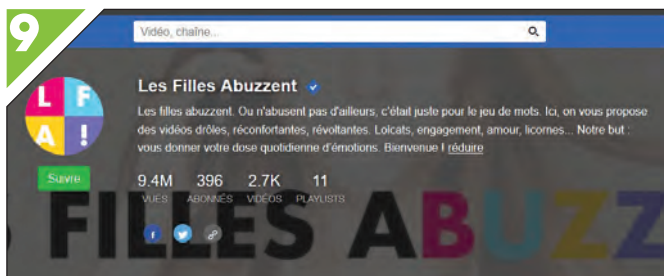 9
Vidéo, chaîne...
L F
A !
Les Filles Abuzzent
Les filles abuzzent. Ou n'abusent pas d'ailleurs, c'était juste pour le jeu de mots. Ici, on vous propose
des vidéos drôles, réconfortantes, révoltantes. Lolcats, engagement, amour, licornes... Notre but :
vous donner votre dose quotidienne d'émotions. Bienvenue ! réduire
Suivre
9.4M 396 2.7K 11
VUES ABONNÉS VIDÉOS PLAYLISTS
S FILLES ABUZZ